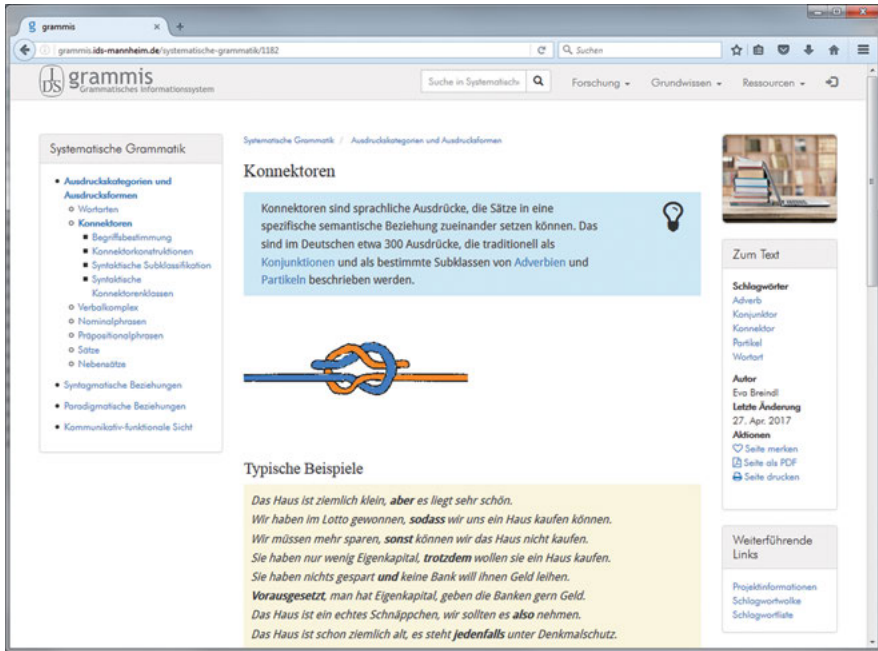 grammis
grammis.ids-mannheim.de/systematische-grammatik/1182
Suchen
IDS grammis
Grammatisches Informationssystem
Suche in Systematisch
Forschung
Grundwissen
Ressourcen
Systematische Grammatik
Ausdruckskategorien und
Ausdrucksformen
Wortarten
Konnektoren
Begriffsbestimmung
Konnektorkonstruktionen
Syntaktische Subklassifikation
Syntaktische
Konnektorenklassen
Verbalkomplex
Nominalphrasen
Präpositionalphrasen
Sätze
Nebensätze
Syntagmatische Beziehungen
Paradigmatische Beziehungen
Kommunikativ-funktionale Sicht
Systematische Grammatik / Ausdruckskategorien und Ausdrucksformen
Konnektoren
Konnektoren sind sprachliche Ausdrücke, die Sätze in eine
spezifische semantische Beziehung zueinander setzen können. Das
sind im Deutschen etwa 300 Ausdrücke, die traditionell als
Konjunktionen und als bestimmte Subklassen von Adverbien und
Partikeln beschrieben werden.
Typische Beispiele
Das Haus ist ziemlich klein, aber es liegt sehr schön.
Wir haben im Lotto gewonnen, sodass wir uns ein Haus kaufen können.
Wir müssen mehr sparen, sonst können wir das Haus nicht kaufen.
Sie haben nur wenig Eigenkapital, trotzdem wollen sie ein Haus kaufen.
Sie haben nichts gespart und keine Bank will ihnen Geld leihen.
Vorausgesetzt, man hat Eigenkapital, geben die Banken gern Geld.
Das Haus ist ein echtes Schnäppchen, wir sollten es also nehmen.
Das Haus ist schon ziemlich alt, es steht jedenfalls unter Denkmalschutz.
Zum Text
Schlagwörter
Adverb
Konjunktor
Konnektor
Partikel
Wortart
Autor
Eva Breindl
Letzte Änderung
27. Apr. 2017
Aktionen
Seite merken
Seite als PDF
Seite drucken
Weiterführende
Links
Projektinformationen
Schlagwortwolke
Schlagwortliste